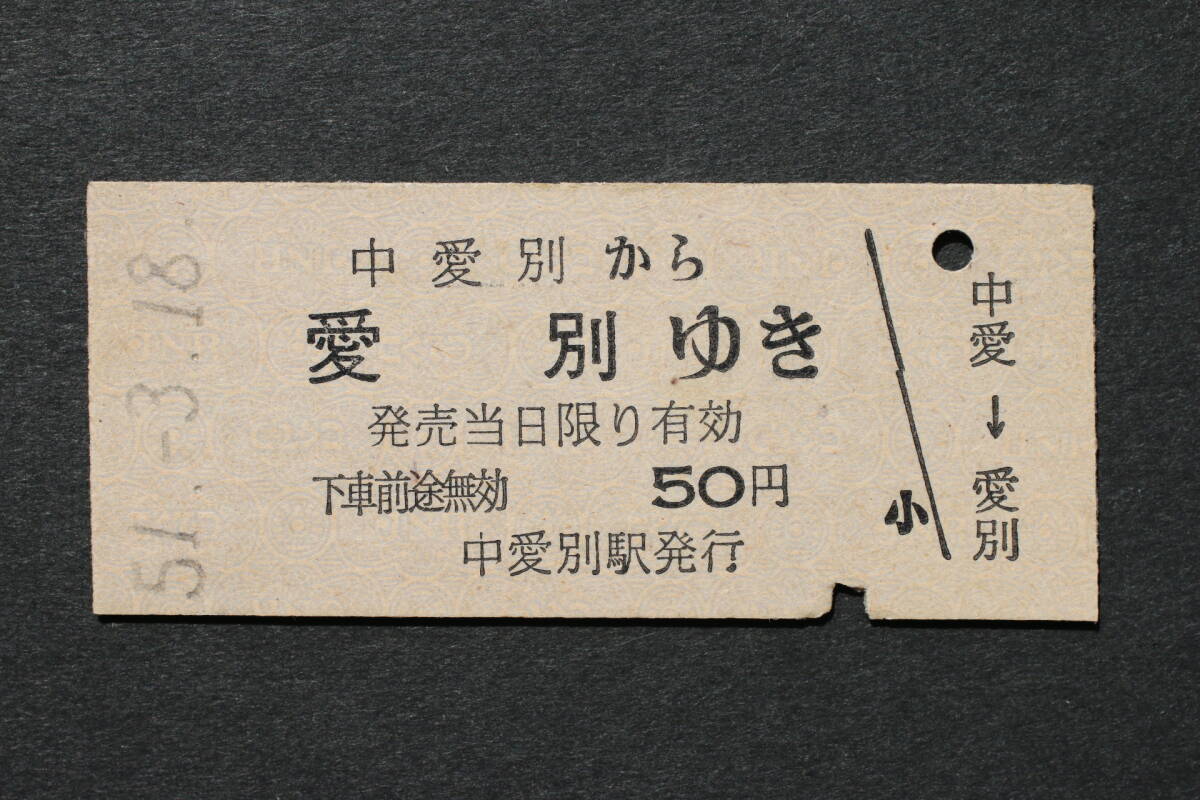 51.-3.18
中愛別から
愛別ゆき
発売当日限り有効
下車前途無効 50円
中愛別駅発行
小
中愛→愛別